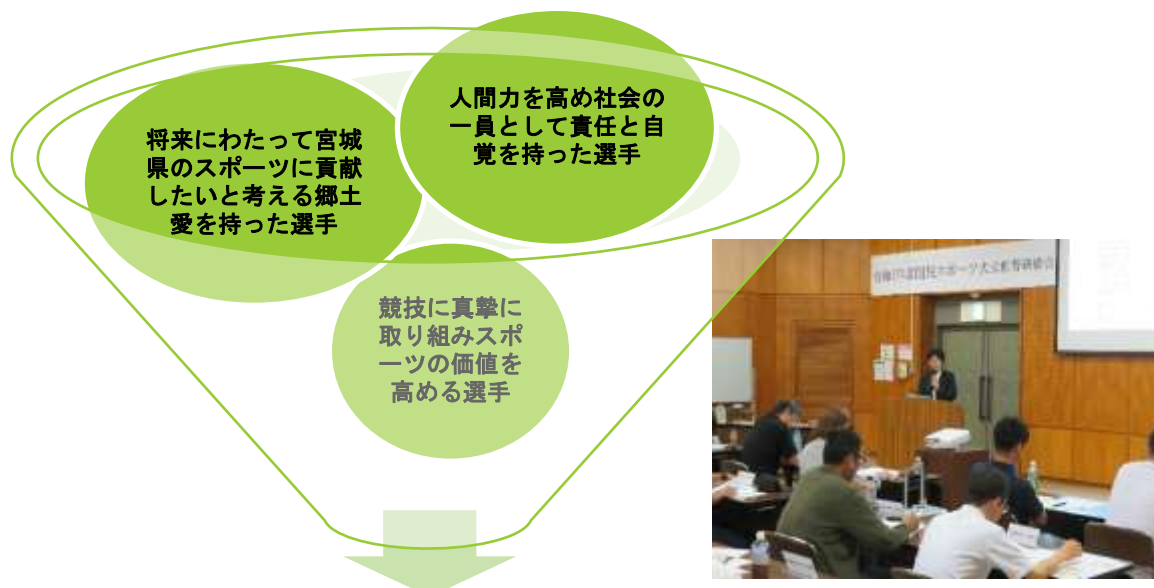 人間力を高め社会の
一員として責任と自
覚を持った選手
将来にわたって宮城
県のスポーツに貢献
したいと考える郷土
愛を持った選手
競技に真摯に
取り組みスポ
ーツの価値を
高める選手